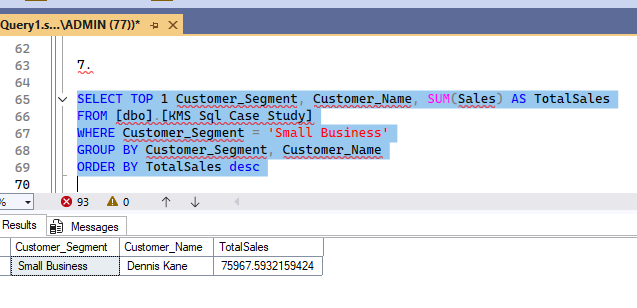 Query1.s...\ADMIN (77))*
62
63 7.
64
65 SELECT TOP 1 Customer_Segment, Customer_Name, SUM(Sales) AS TotalSales
66 FROM [dbo].[KMS Sql Case Study]
67 WHERE Customer_Segment = 'Small Business'
68 GROUP BY Customer_Segment, Customer_Name
69 ORDER BY TotalSales desc
70
% 93 0
Results Messages
Customer_Segment Customer_Name TotalSales
Small Business Dennis Kane 75967.5932159424